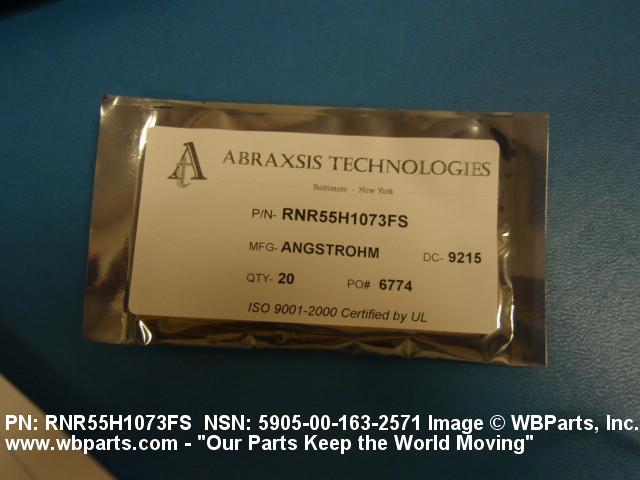 At
ABRAXSIS TECHNOLOGIES
Baltimore - New York
P/N- RNR55H1073FS
MFG- ANGSTROHM DC- 9215
QTY- 20 PO# 6774
ISO 9001-2000 Certified by UL
PN: RNR55H1073FS NSN: 5905-00-163-2571 Image © WBParts, Inc.
www.wbparts.com - "Our Parts Keep the World Moving"